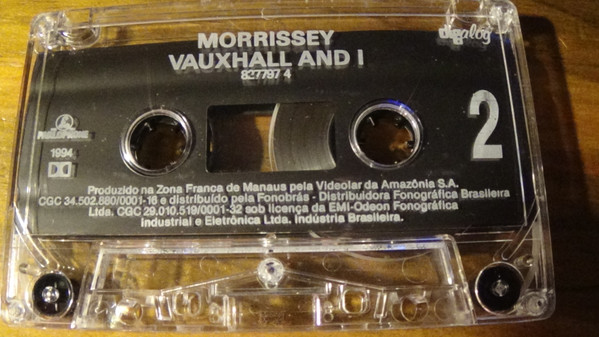 MORRISSEY
VAUXHALL AND I
827797 4
digalog
PARLOPHONE
1994
2
Produzido na Zona Franca de Manaus pela Videolar da Amazônia S.A.
CGC 34.502.880/0001-16 e distribuído pela Fonobrás - Distribuidora Fonográfica Brasileira
Ltda. CGC 29.010.519/0001-32 sob licença da EMI-Odeon Fonográfica
Industrial e Eletrônica Ltda. Indústria Brasileira.